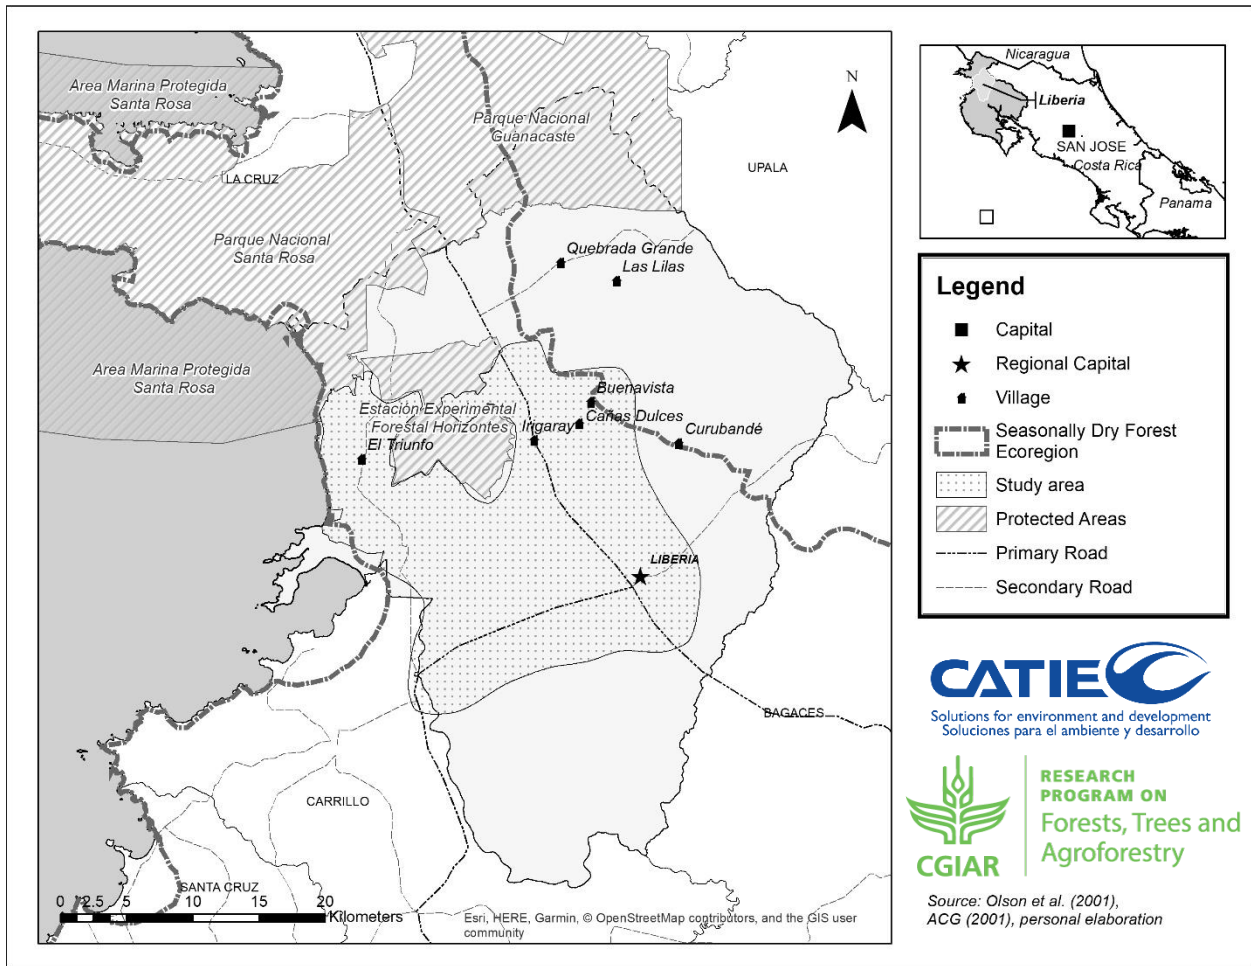 Area Marina Protegida
Santa Rosa
Parque Nacional
Guanacaste
N
LA CRUZ
UPALA
Parque Nacional
Santa Rosa
Quebrada Grande
Las Lilas
Area Marina Protegida
Santa Rosa
Buenavista
Estación Experimental
Forestal Horizontes
Cañas Dulces
Irigaray
Curubandé
El Triunfo
LIBERIA
BAGACES
CARRILLO
SANTA CRUZ
0 2.5 5 10 15 20
Kilometers
Esri, HERE, Garmin, © OpenStreetMap contributors, and the GIS user
community
Nicaragua
Liberia
SAN JOSE
Costa Rica
Panama
Legend
Capital
Regional Capital
Village
Seasonally Dry Forest
Ecoregion
Study area
Protected Areas
Primary Road
Secondary Road
CATIE
Solutions for environment and development
Soluciones para el ambiente y desarrollo
CGIAR
RESEARCH
PROGRAM ON
Forests, Trees and
Agroforestry
Source: Olson et al. (2001),
ACG (2001), personal elaboration